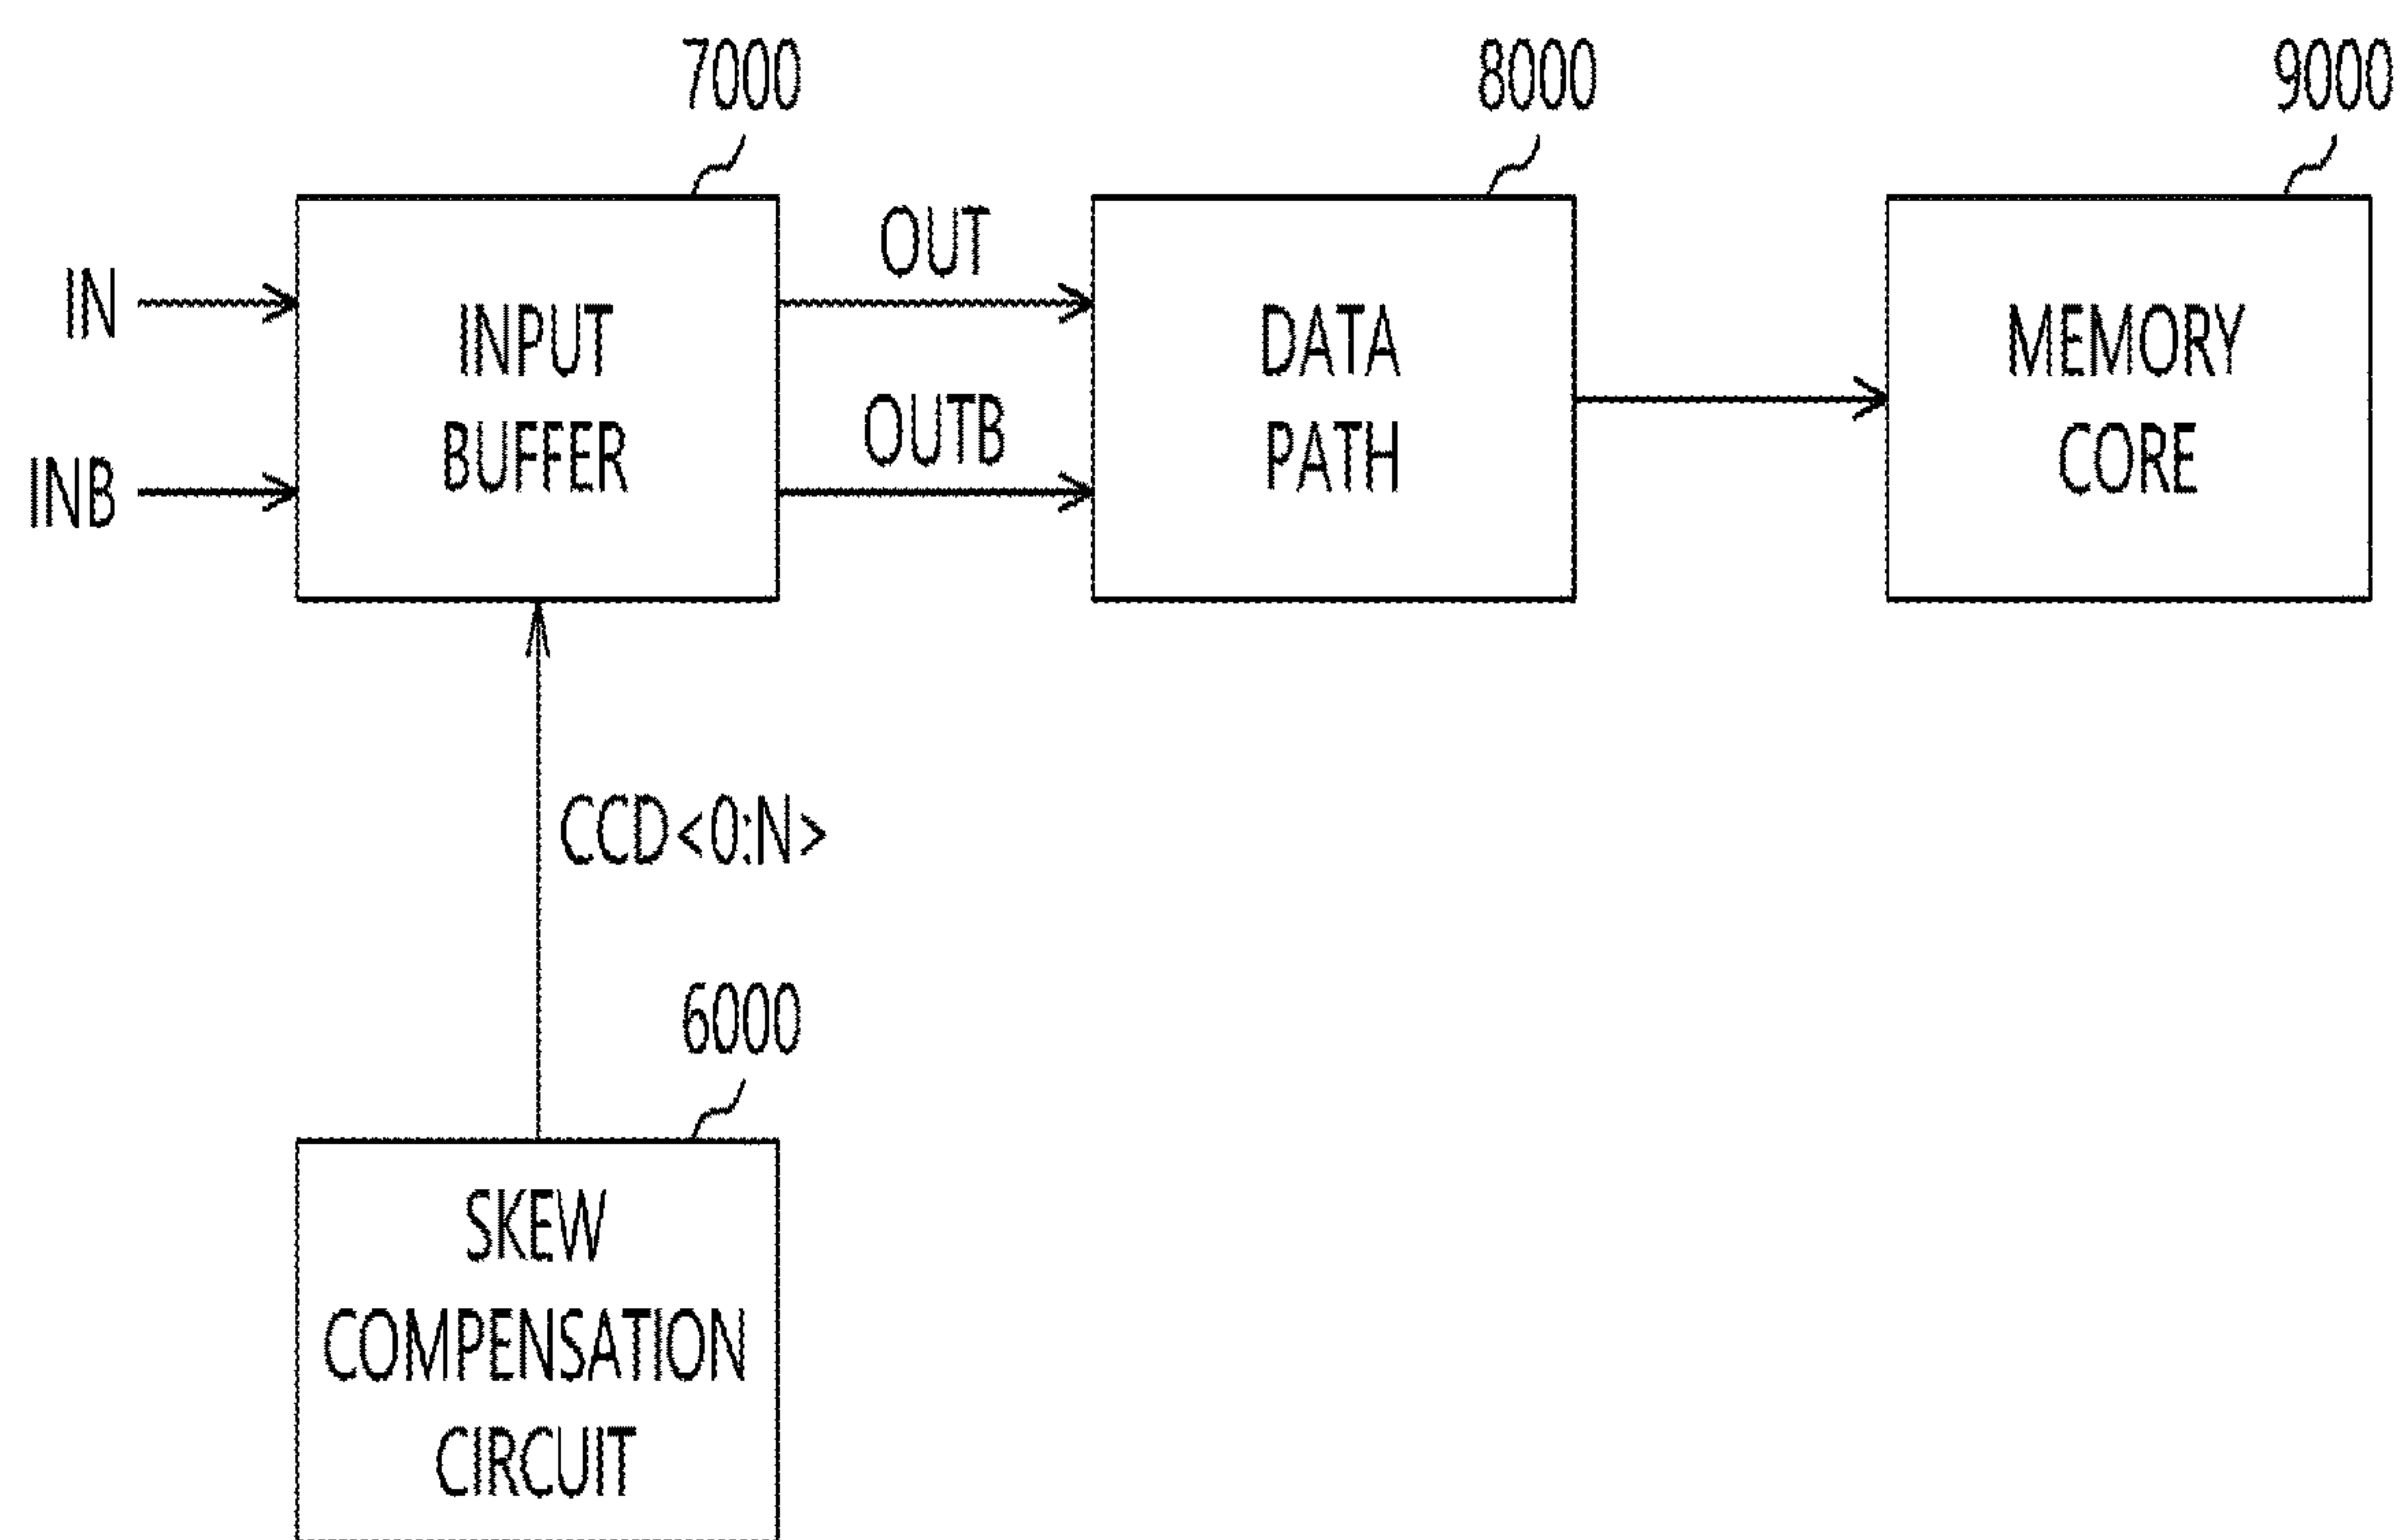 7000
8000
9000
IN
INB
INPUT
BUFFER
OUT
OUTB
DATA
PATH
MEMORY
CORE
CCD<0:N>
6000
SKEW
COMPENSATION
CIRCUIT